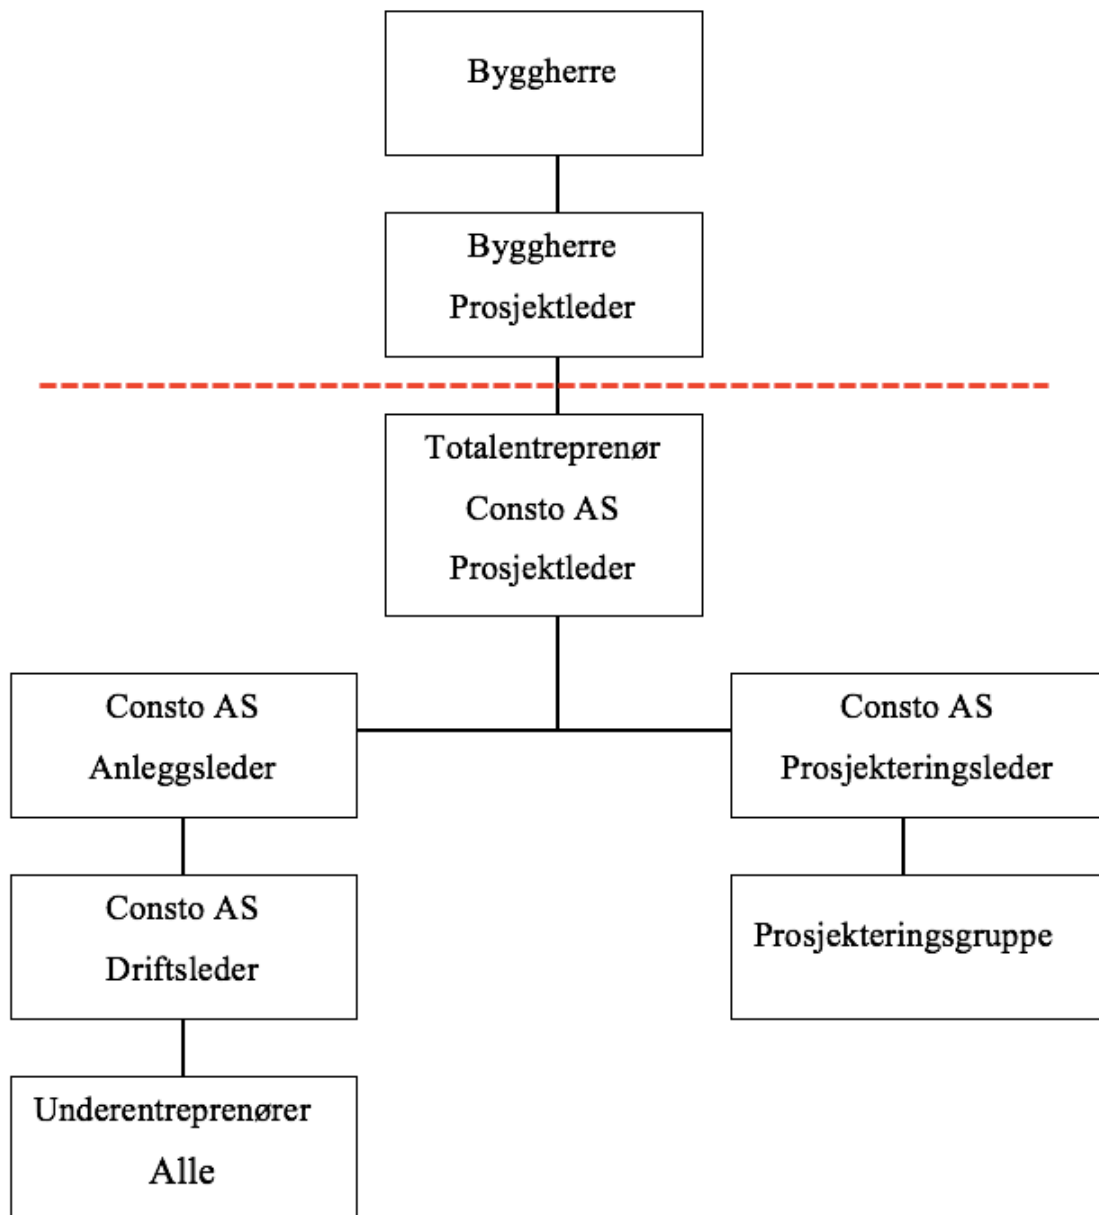 Byggherre
Byggherre
Prosjektleder
Totalentreprenør
Consto AS
Prosjektleder
Consto AS
Anleggsleder
Consto AS
Prosjekteringsleder
Consto AS
Driftsleder
Prosjekteringsgruppe
Underentreprenører
Alle